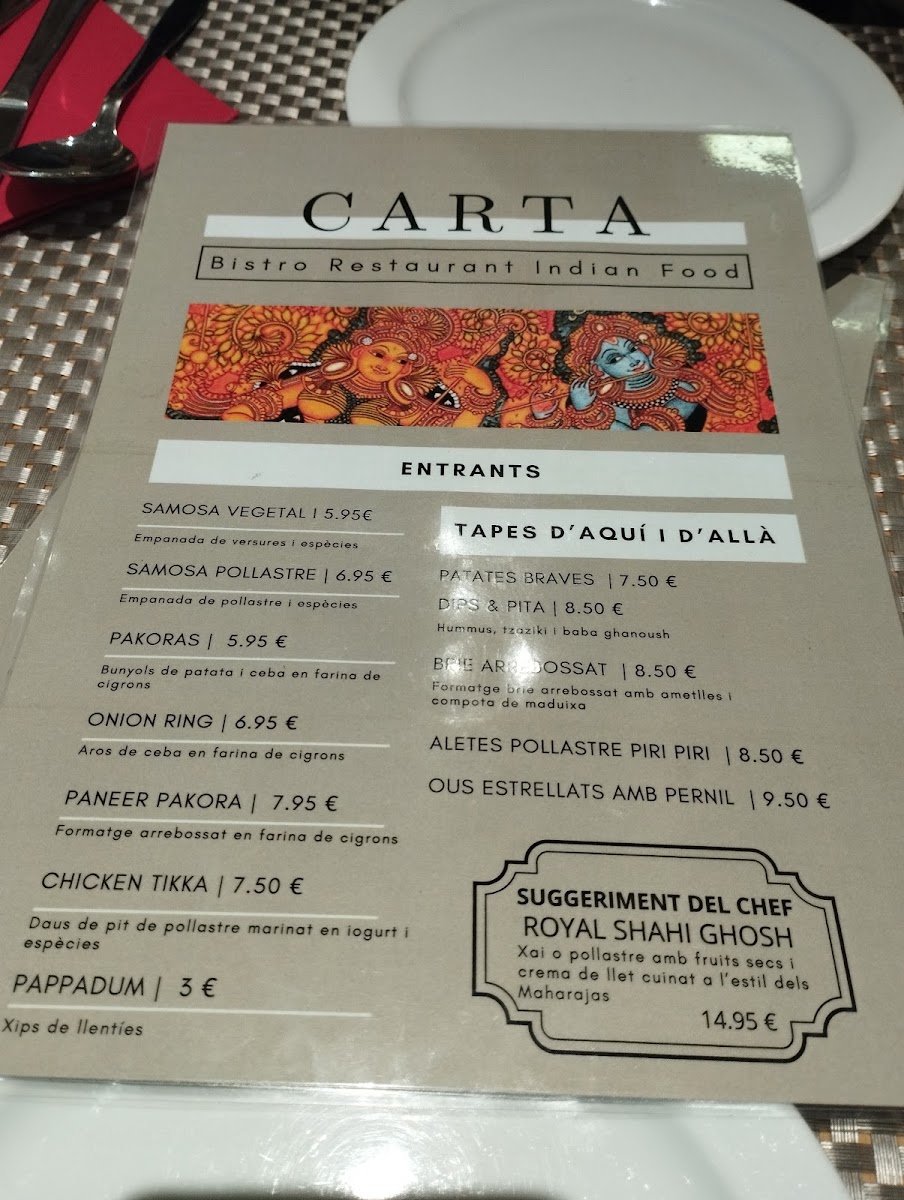 CARTA
Bistro Restaurant Indian Food
ENTRANTS
SAMOSA VEGETAL I 5.95€
Empanada de versures i espècies
SAMOSA POLLASTRE | 6.95 €
Empanada de pollastre i espècies
PAKORAS | 5.95 €
Bunyols de patata i ceba en farina de
cigrons
ONION RING | 6.95 €
Aros de ceba en farina de cigrons
PANEER PAKORA | 7.95 €
Formatge arrebossat en farina de cigrons
CHICKEN TIKKA | 7.50 €
Daus de pit de pollastre marinat en iogurt i
espècies
PAPPADUM | 3 €
Xips de llentíes
TAPES D'AQUÍ I D'ALLÀ
PATATES BRAVES | 7.50 €
DIPS & PITA | 8.50 €
Hummus, tzaziki i baba ghanoush
BRIE ARREBOSSAT | 8.50 €
Formatge brie arrebossat amb ametlles i
compota de maduixa
ALETES POLLASTRE PIRI PIRI | 8.50 €
OUS ESTRELLATS AMB PERNIL | 9.50 €
SUGGERIMENT DEL CHEF
ROYAL SHAHI GHOSH
Xai o pollastre amb fruits secs i
crema de llet cuinat a l'estil dels
Maharajas
14.95 €